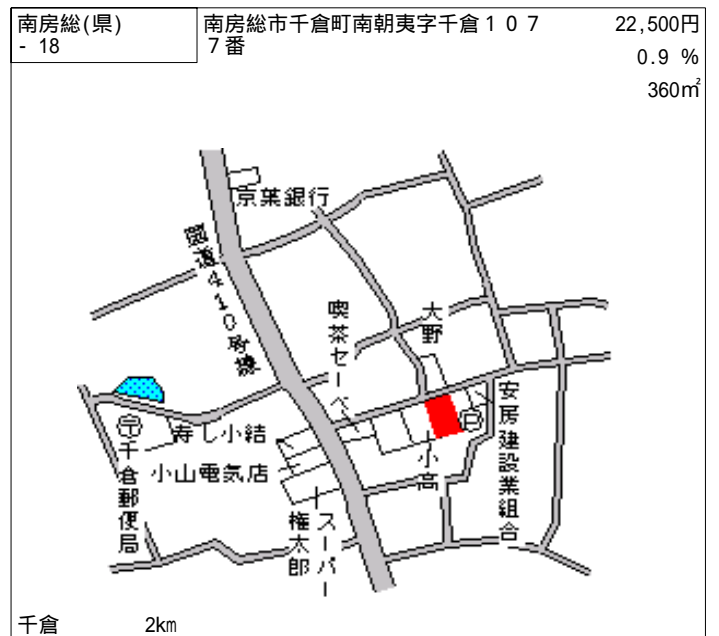 南房総(県)
- 18
南房総市千倉町南朝夷字千倉107
7番
22,500円
0.9 %
360㎡
京葉銀行
国道410号線
喫茶セーベ
大野
寿し小結
小山電気店
千倉郵便局
スーパー
権太郎
小高
安房建設業組合
千倉 2km